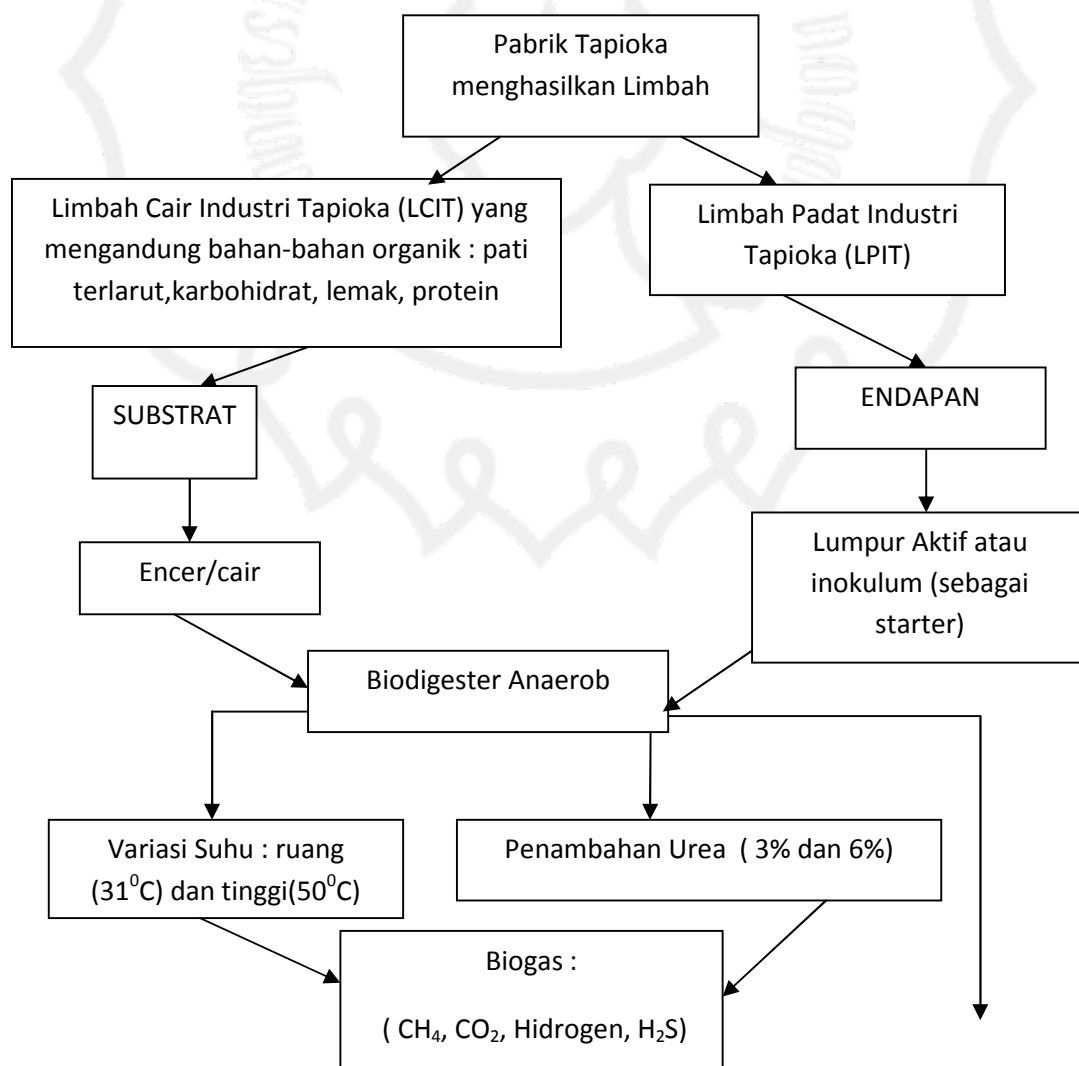 Pabrik Tapioka
menghasilkan Limbah
Limbah Cair Industri Tapioka (LCIT) yang
mengandung bahan-bahan organik : pati
terlarut,karbohidrat, lemak, protein
Limbah Padat Industri
Tapioka (LPIT)
SUBSTRAT
ENDAPAN
Encer/cair
Lumpur Aktif atau
inokulum (sebagai
starter)
Biodigester Anaerob
Variasi Suhu : ruang
(31⁰C) dan tinggi(50⁰C)
Penambahan Urea ( 3% dan 6%)
Biogas :
( CH₄, CO₂, Hidrogen, H₂S)